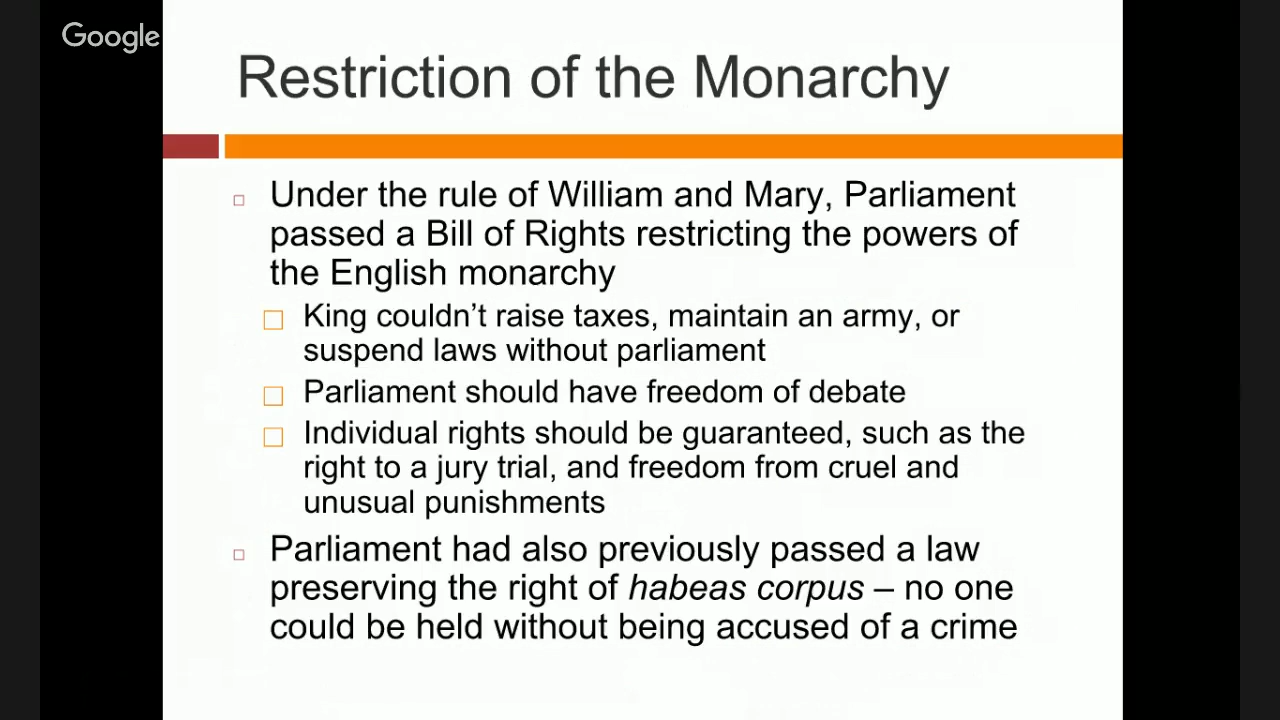 Google
Restriction of the Monarchy
Under the rule of William and Mary, Parliament
passed a Bill of Rights restricting the powers of
the English monarchy
King couldn’t raise taxes, maintain an army, or
suspend laws without parliament
Parliament should have freedom of debate
Individual rights should be guaranteed, such as the
right to a jury trial, and freedom from cruel and
unusual punishments
Parliament had also previously passed a law
preserving the right of habeas corpus – no one
could be held without being accused of a crime